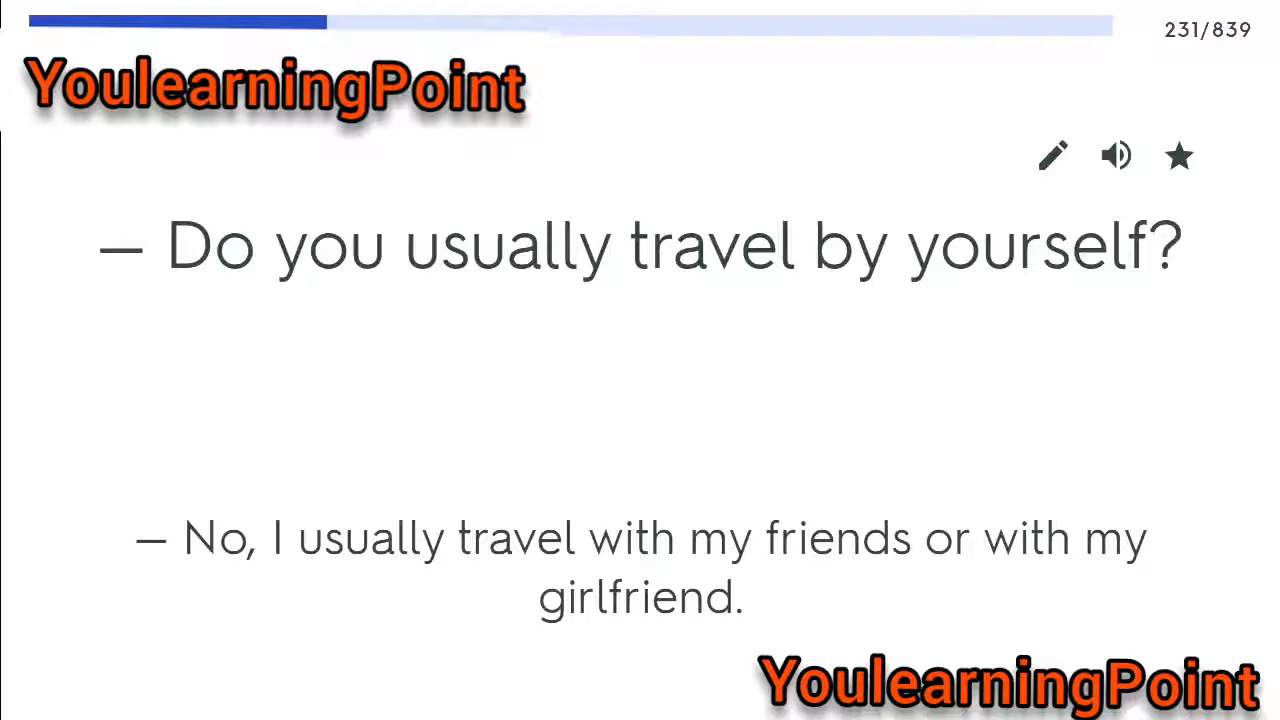 231/839
YoulearningPoint
— Do you usually travel by yourself?
— No, I usually travel with my friends or with my
girlfriend.
YoulearningPoint